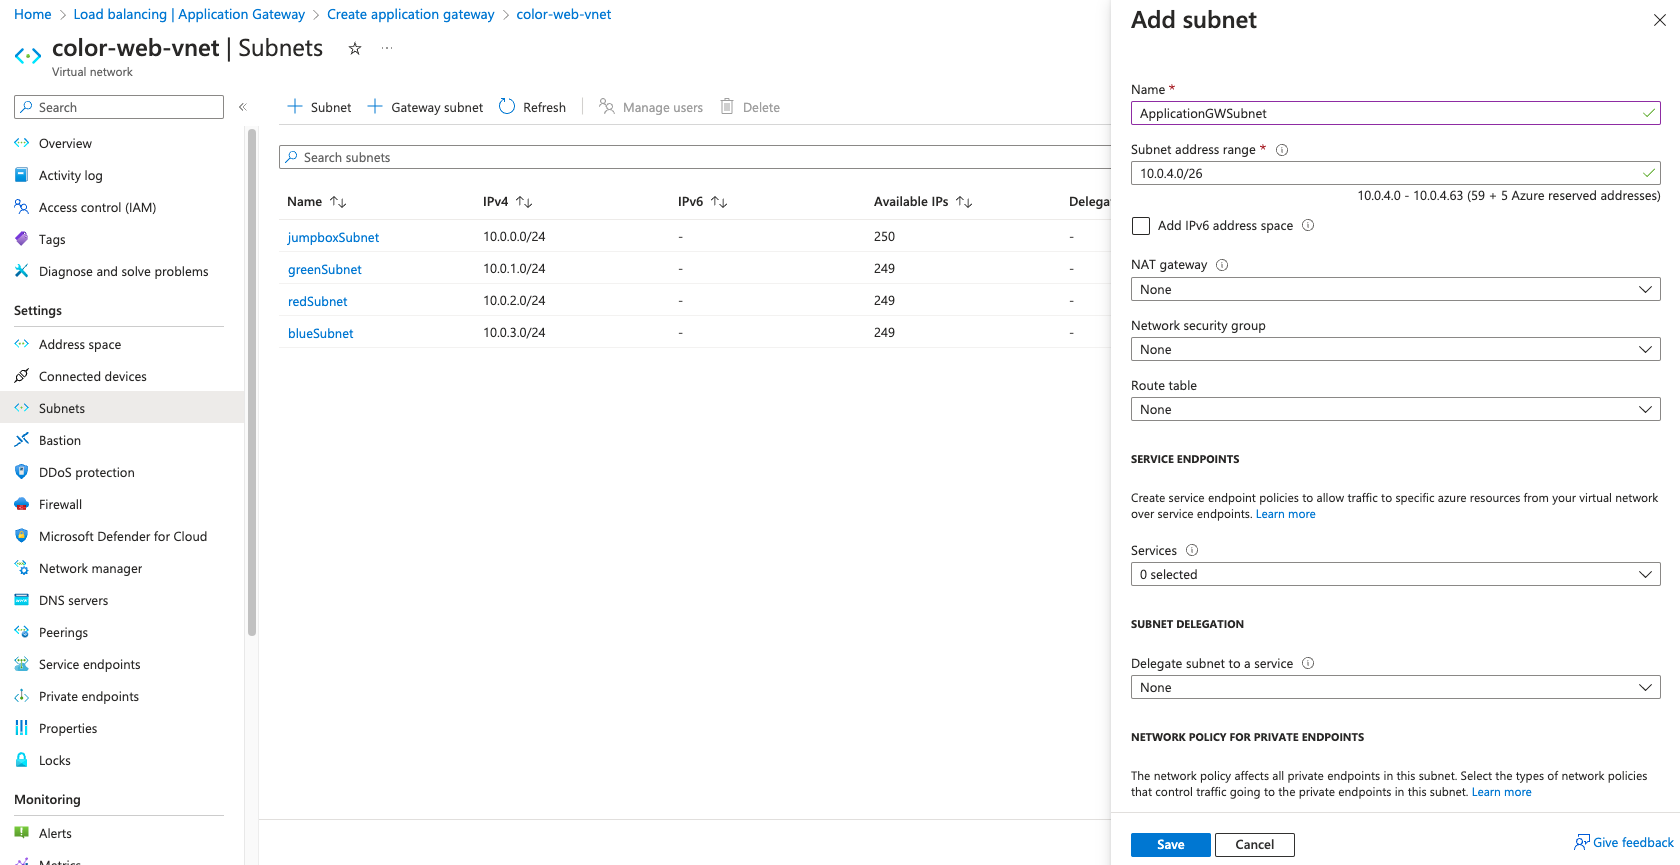 Home > Load balancing | Application Gateway > Create application gateway > color-web-vnet
color-web-vnet | Subnets ☆ ...
Virtual network
Search
«
Overview
Activity log
Access control (IAM)
Tags
Diagnose and solve problems
Settings
Address space
Connected devices
Subnets
Bastion
DDoS protection
Firewall
Microsoft Defender for Cloud
Network manager
DNS servers
Peerings
Service endpoints
Private endpoints
Properties
Locks
Monitoring
Alerts
Metrics
+ Subnet + Gateway subnet Refresh Manage users Delete
Search subnets
Name ↑↓ IPv4 ↑↓ IPv6 ↑↓ Available IPs ↑↓ Delega
jumpboxSubnet 10.0.0.0/24 - 250 -
greenSubnet 10.0.1.0/24 - 249 -
redSubnet 10.0.2.0/24 - 249 -
blueSubnet 10.0.3.0/24 - 249 -
Add subnet
Name *
ApplicationGWSubnet
Subnet address range *
10.0.4.0/26
10.0.4.0 - 10.0.4.63 (59 + 5 Azure reserved addresses)
Add IPv6 address space
NAT gateway
None
Network security group
None
Route table
None
SERVICE ENDPOINTS
Create service endpoint policies to allow traffic to specific azure resources from your virtual network
over service endpoints. Learn more
Services
0 selected
SUBNET DELEGATION
Delegate subnet to a service
None
NETWORK POLICY FOR PRIVATE ENDPOINTS
The network policy affects all private endpoints in this subnet. Select the types of network policies
that control traffic going to the private endpoints in this subnet. Learn more
Save Cancel
Give feedback